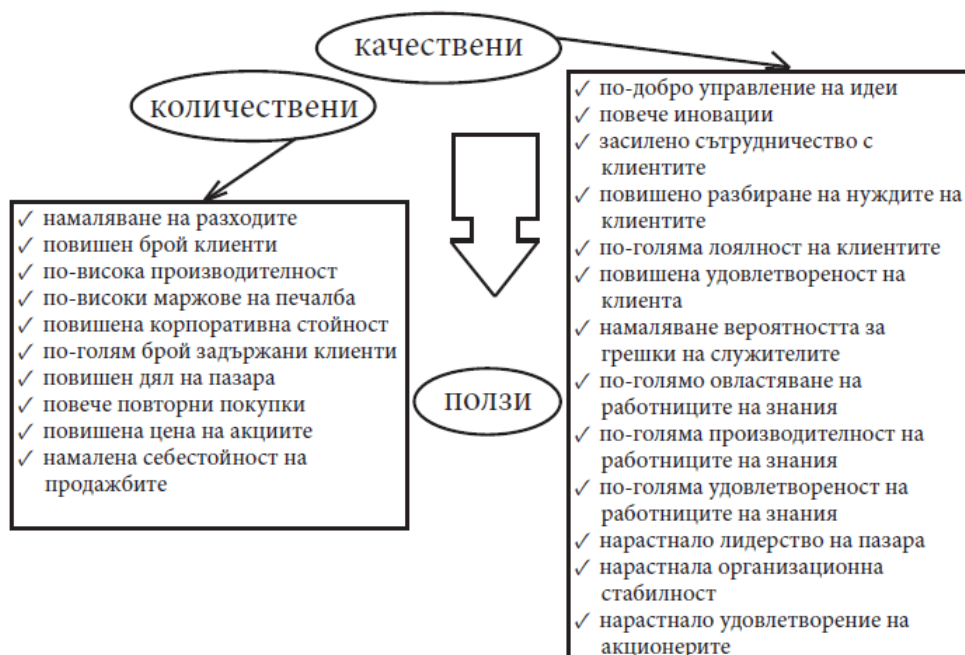 качествени
количествени
✓ намаляване на разходите
✓ повишен брой клиенти
✓ по-висока производителност
✓ по-високи маржове на печалба
✓ повишена корпоративна стойност
✓ по-голям брой задържани клиенти
✓ повишен дял на пазара
✓ повече повторни покупки
✓ повишена цена на акциите
✓ намалена себестойност на
продажбите
ползи
✓ по-добро управление на идеи
✓ повече иновации
✓ засилено сътрудничество с
клиентите
✓ повишено разбиране на нуждите на
клиентите
✓ по-голяма лоялност на клиентите
✓ повишена удовлетвореност на
клиента
✓ намаляване вероятността за
грешки на служителите
✓ по-голямо овластяване на
работниците на знания
✓ по-голяма производителност на
работниците на знания
✓ по-голяма удовлетвореност на
работниците на знания
✓ нарастнало лидерство на пазара
✓ нарастнала организационна
стабилност
✓ нарастнало удовлетворение на
акционерите